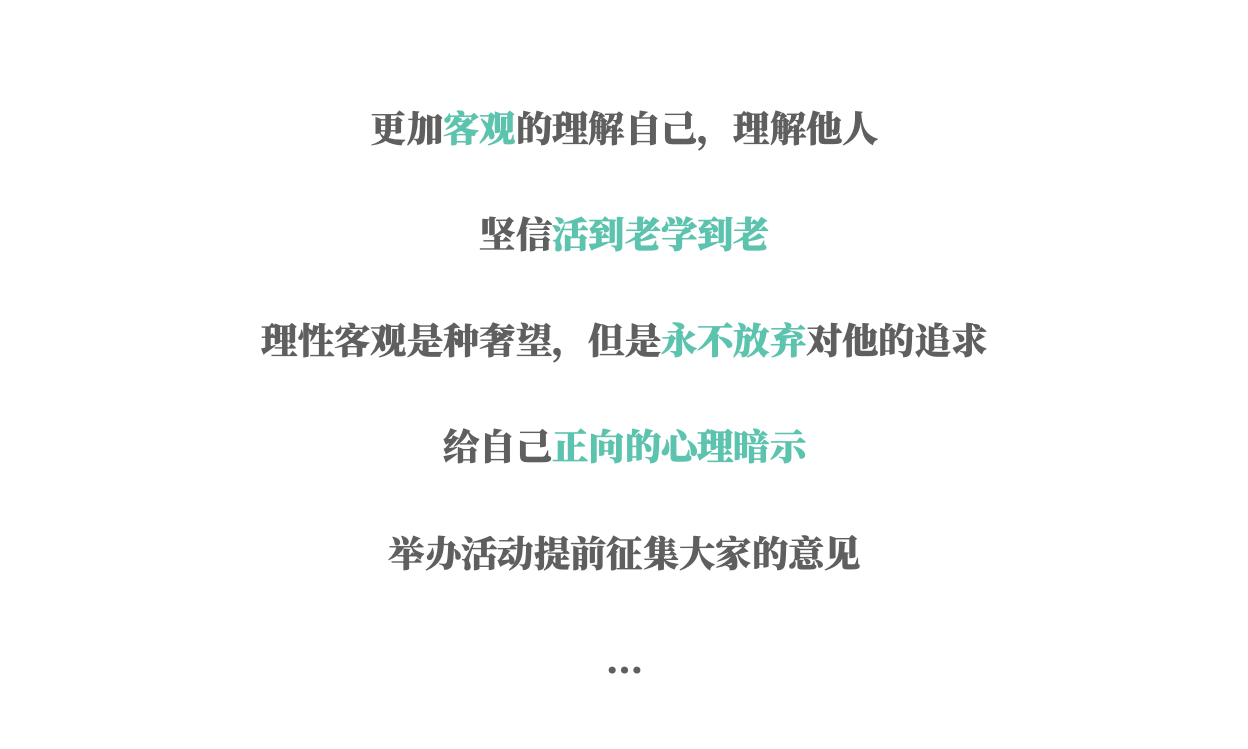 更加客观的理解自己，理解他人
坚信活到老学到老
理性客观是种奢望，但是永不放弃对他的追求
给自己正向的心理暗示
举办活动提前征集大家的意见
...